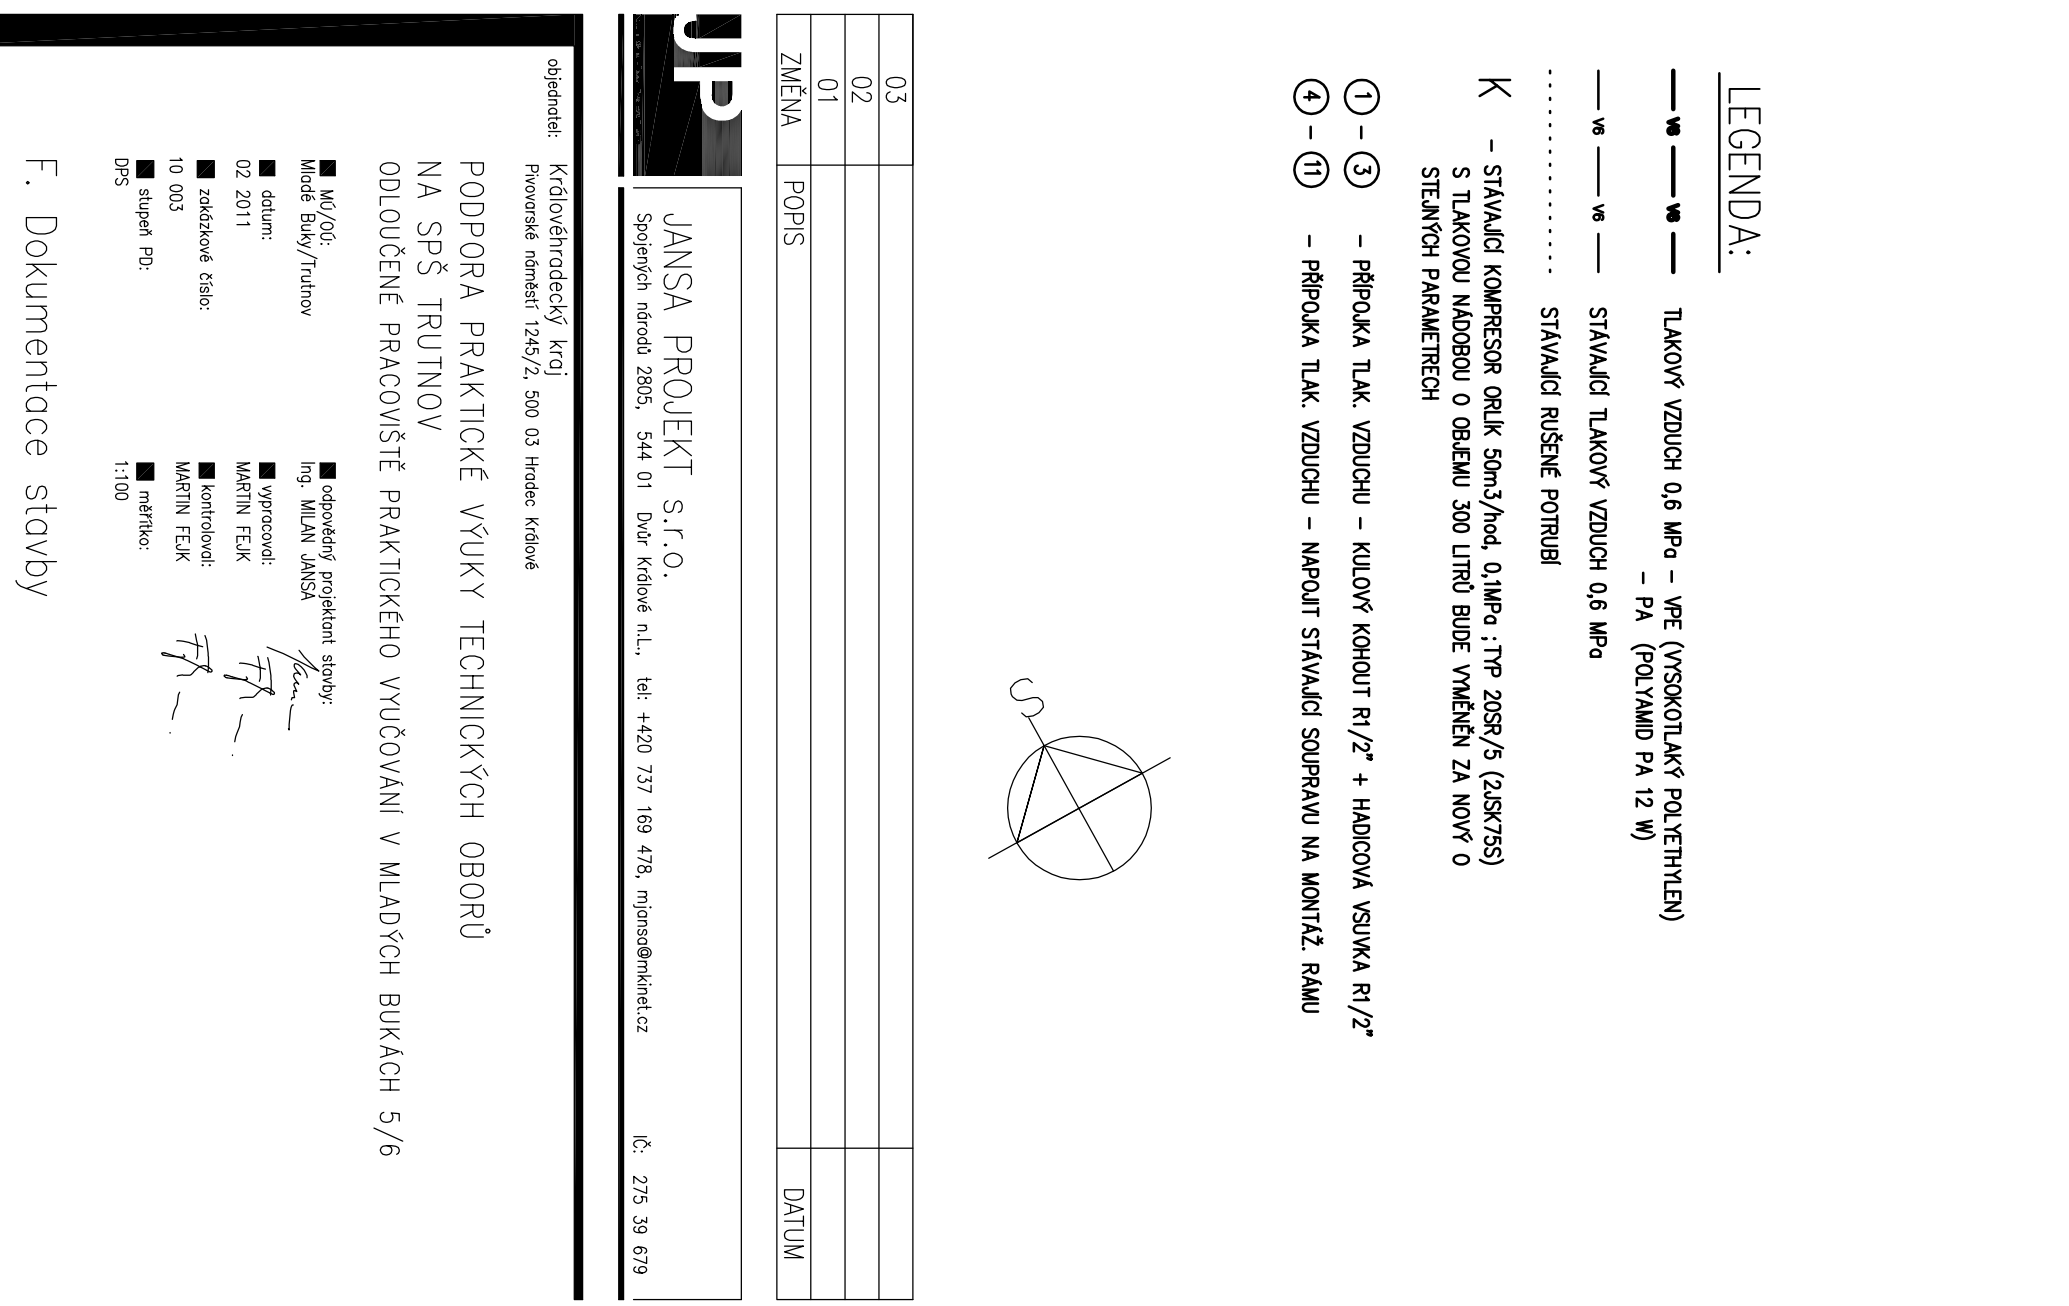 LEGENDA:
V6 V6 TLAKOVÝ VZDUCH 0,6 MPa – VPE (VYSOKOTLAKÝ POLYETHYLEN)
– PA (POLYAMID PA 12 W)
V6 V6 STÁVAJÍCÍ TLAKOVÝ VZDUCH 0,6 MPa
STÁVAJÍCÍ RUŠENÉ POTRUBÍ
K – STÁVAJÍCÍ KOMPRESOR ORLÍK 50m3/hod, 0,1MPa ; TYP 20SR/5 (2JSK75S)
S TLAKOVOU NÁDOBOU O OBJEMU 300 LITRŮ BUDE VYMĚNĚN ZA NOVÝ O
STEJNÝCH PARAMETRECH
1 – 3 – PŘÍPOJKA TLAK. VZDUCHU – KULOVÝ KOHOUT R1/2" + HADICOVÁ VSUVKA R1/2"
4 – 11 – PŘÍPOJKA TLAK. VZDUCHU – NAPOJIT STÁVAJÍCÍ SOUPRAVU NA MONTÁŽ. RÁMU
S
03
02
01
ZMĚNA POPIS DATUM
JP
JANSA PROJEKT s.r.o.
Spojených národů 2805, 544 01 Dvůr Králové n.L., tel: +420 737 169 478, mjansa@mkinet.cz IČ: 275 39 679
objednatel: Královéhradecký kraj
Pivovarské náměstí 1245/2, 500 03 Hradec Králové
PODPORA PRAKTICKÉ VÝUKY TECHNICKÝCH OBORŮ
NA SPŠ TRUTNOV
ODLOUČENÉ PRACOVIŠTĚ PRAKTICKÉHO VYUČOVÁNÍ V MLADÝCH BUKÁCH 5/6
MÚ/OÚ: odpovědný projektant stavby:
Mladé Buky/Trutnov Ing. MILAN JANSA
datum: vypracoval:
02 2011 MARTIN FEJK
zakázkové číslo: kontroloval:
10 003 MARTIN FEJK
stupeň PD: měřítko:
DPS 1:100
F. Dokumentace stavby